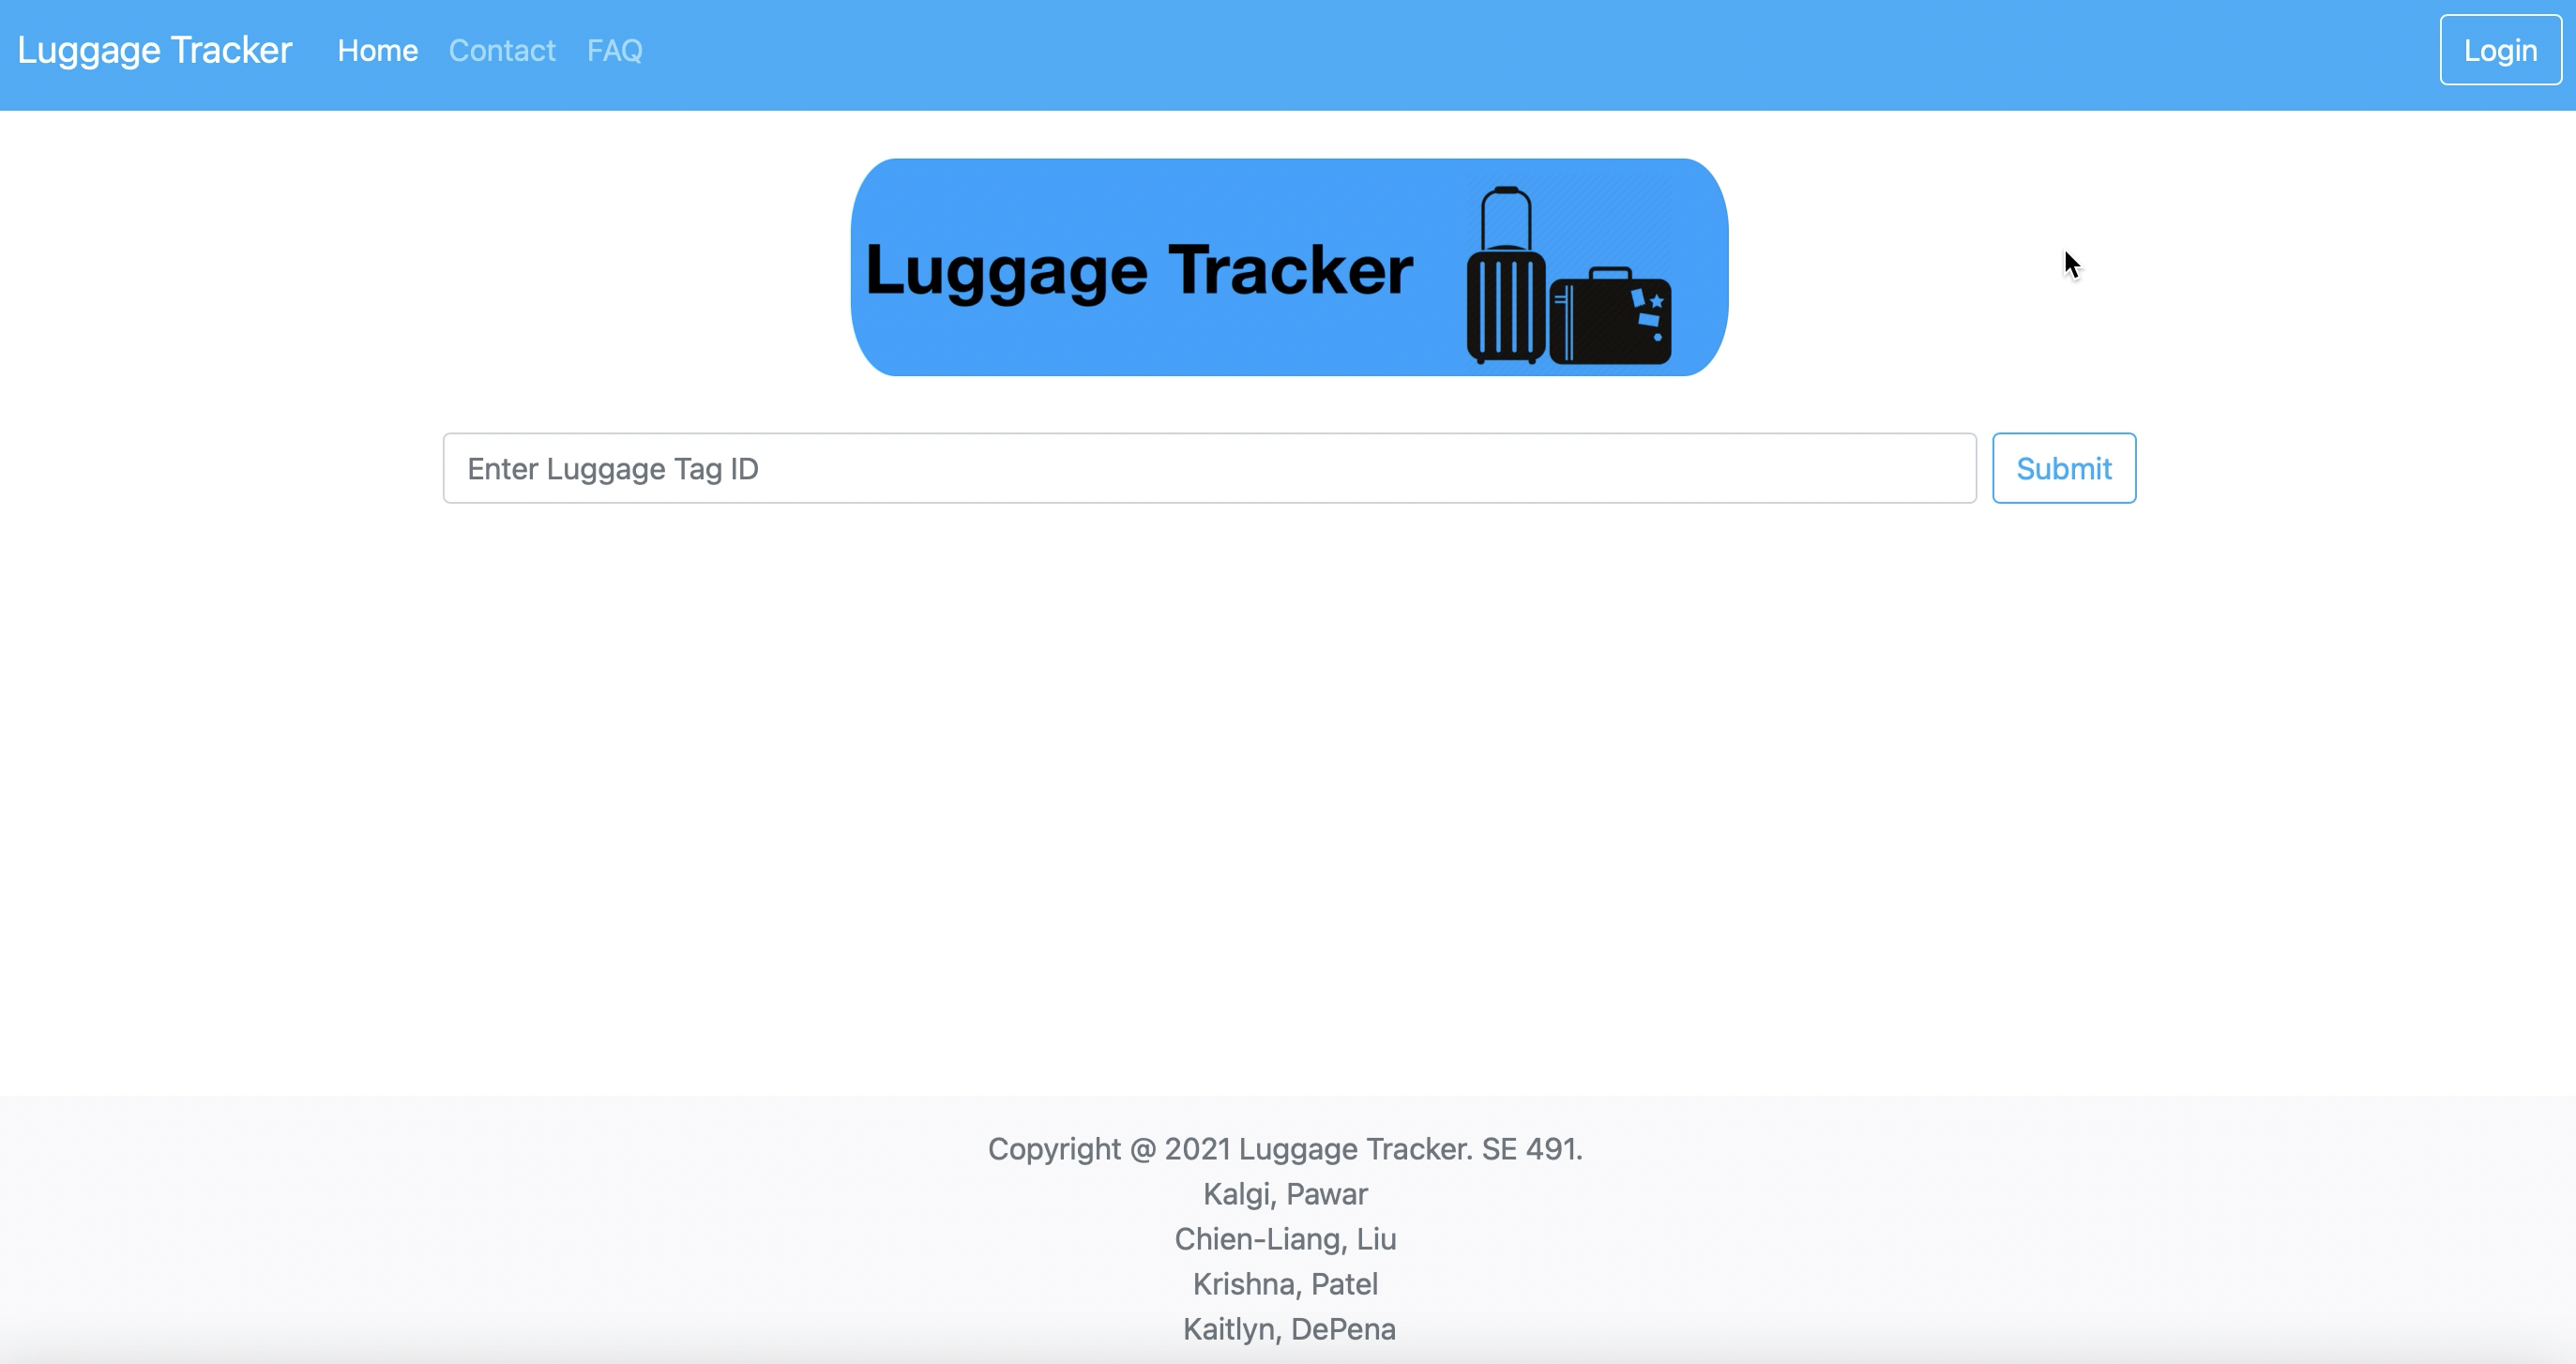 Luggage Tracker Home Contact FAQ Login
Luggage Tracker
Enter Luggage Tag ID Submit
Copyright @ 2021 Luggage Tracker. SE 491.
Kalgi, Pawar
Chien-Liang, Liu
Krishna, Patel
Kaitlyn, DePena